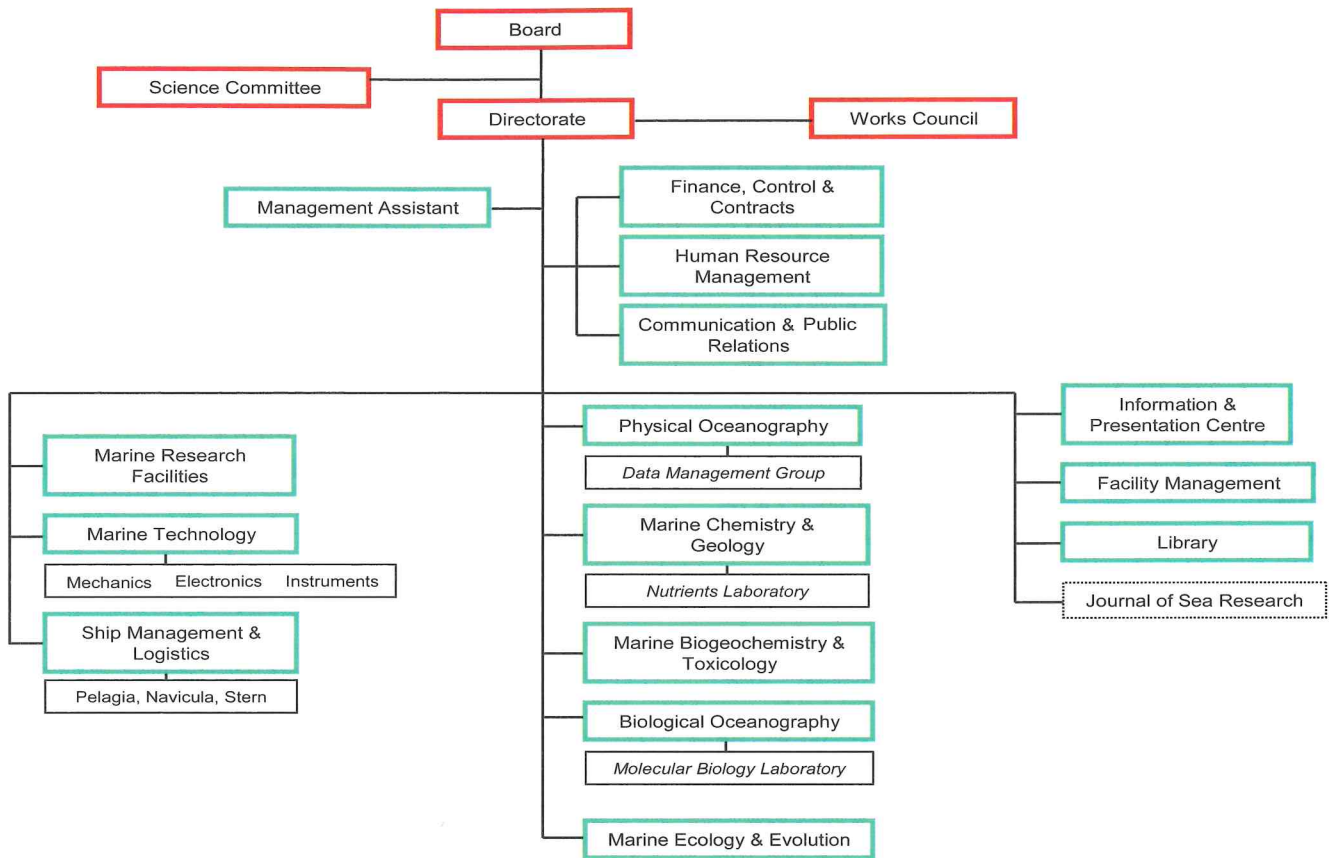 Board
Science Committee
Directorate
Works Council
Management Assistant
Finance, Control &
Contracts
Human Resource
Management
Communication & Public
Relations
Marine Research
Facilities
Marine Technology
Mechanics Electronics Instruments
Ship Management &
Logistics
Pelagia, Navicula, Stern
Physical Oceanography
Data Management Group
Marine Chemistry &
Geology
Nutrients Laboratory
Marine Biogeochemistry &
Toxicology
Biological Oceanography
Molecular Biology Laboratory
Marine Ecology & Evolution
Information &
Presentation Centre
Facility Management
Library
Journal of Sea Research